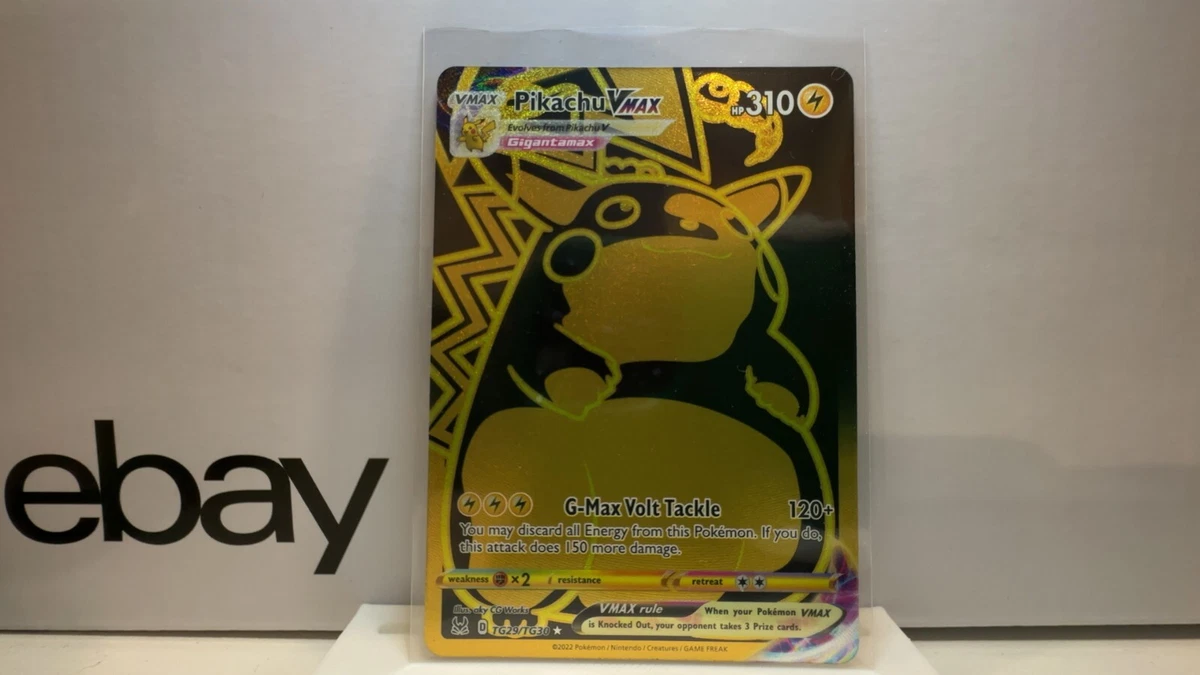 VMAX Pikachu VMAX HP 310
Evolves from Pikachu V
Gigantamax
ebay
G-Max Volt Tackle 120+
You may discard all Energy from this Pokémon. If you do,
this attack does 150 more damage.
weakness ×2 resistance retreat
Illus. aky CG Works
VMAX rule When your Pokémon VMAX
is Knocked Out, your opponent takes 3 Prize cards.
D TG29/TG30 ★
©2022 Pokémon / Nintendo / Creatures / GAME FREAK